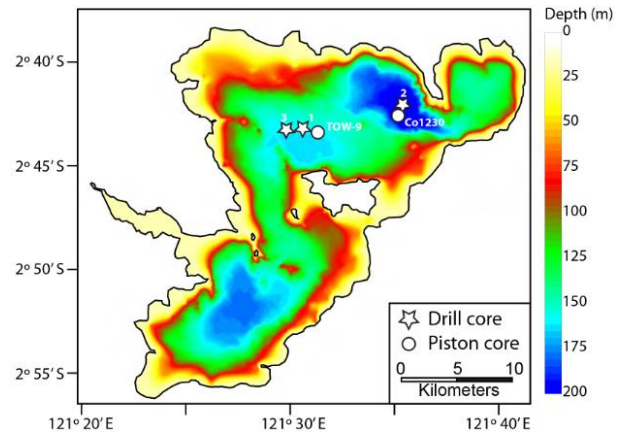 Depth (m)
0
25
50
75
100
125
150
175
200
2° 40′ S
2° 45′ S
2° 50′ S
2° 55′ S
121° 20′ E
121° 30′ E
121° 40′ E
3
1
TOW-9
2
Co1230
Drill core
Piston core
0 5 10
Kilometers